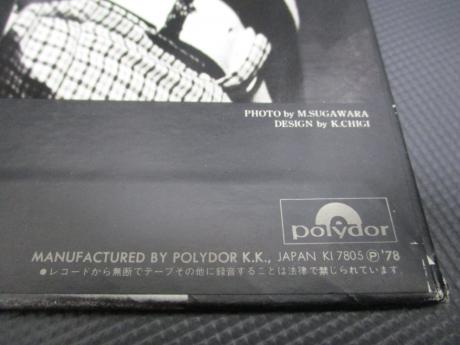 PHOTO by M.SUGAWARA
DESIGN by K.CHIGI
polydor
MANUFACTURED BY POLYDOR K.K., JAPAN KI 7805 Ⓟ'78
●レコードから無断でテープその他に録音することは法律で禁じられています。